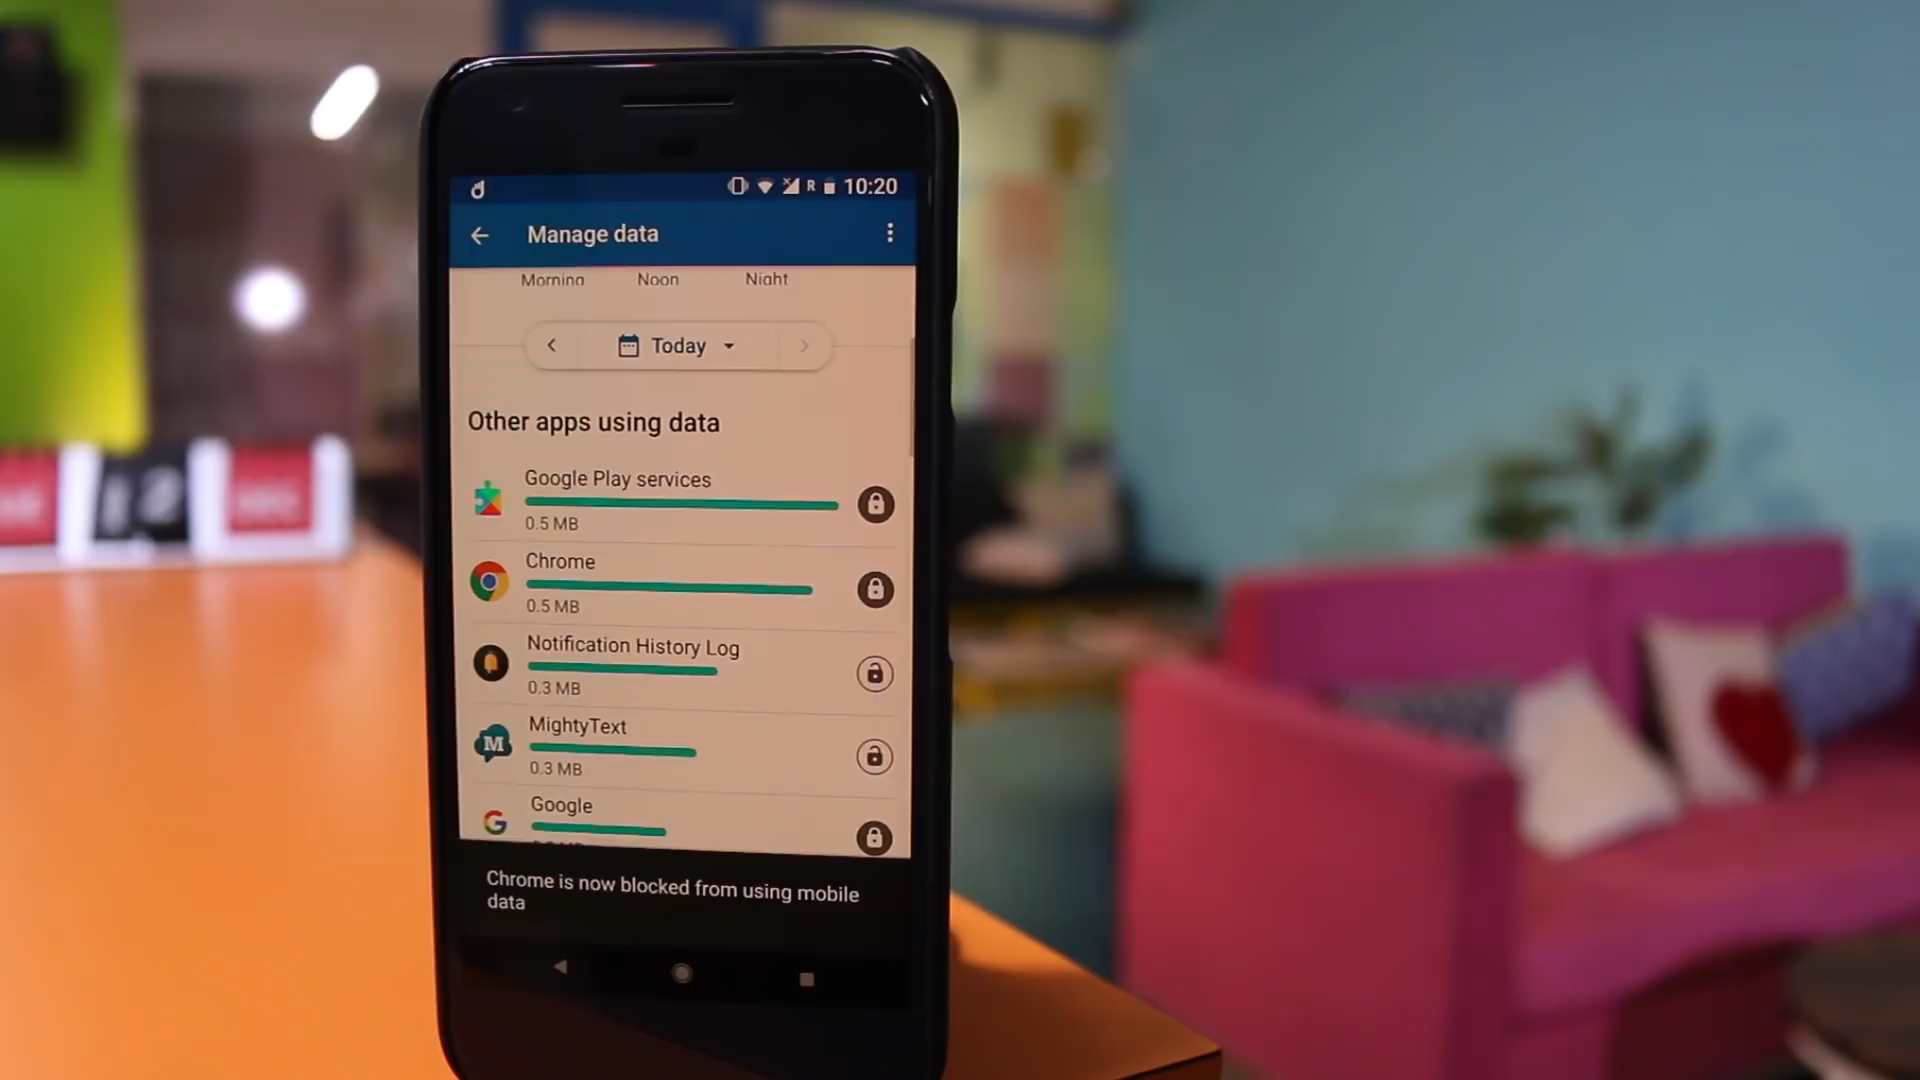 R 10:20
Manage data
Morning Noon Night
Today
Other apps using data
Google Play services
0.5 MB
Chrome
0.5 MB
Notification History Log
0.3 MB
M
MightyText
0.3 MB
G
Google
Chrome is now blocked from using mobile
data